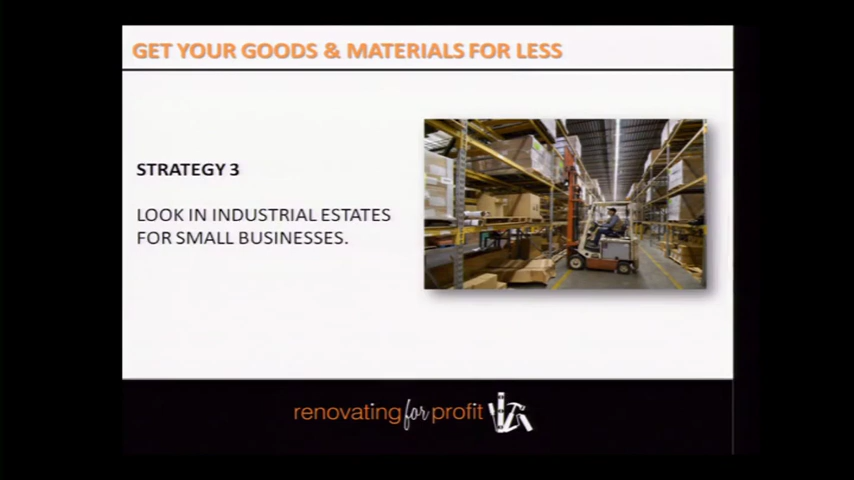 GET YOUR GOODS & MATERIALS FOR LESS
STRATEGY 3
LOOK IN INDUSTRIAL ESTATES
FOR SMALL BUSINESSES.
renovating for profit